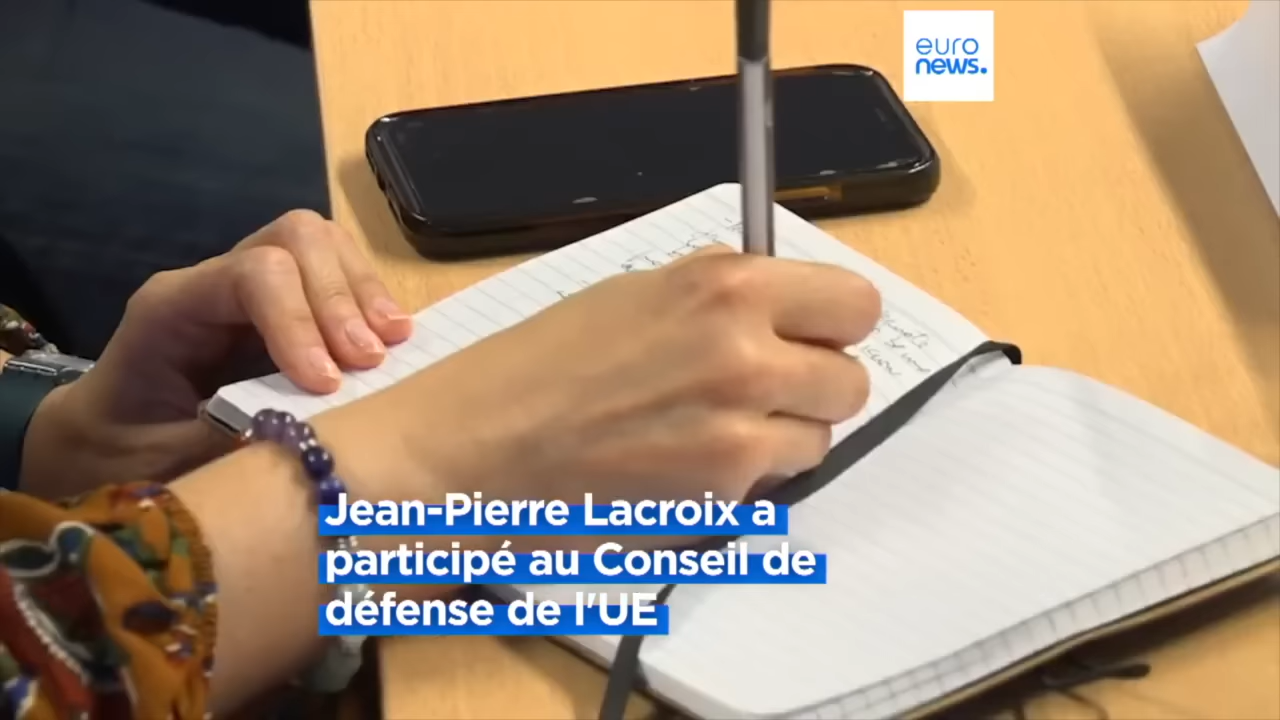 euro
news.
Jean-Pierre Lacroix a
participé au Conseil de
défense de l'UE